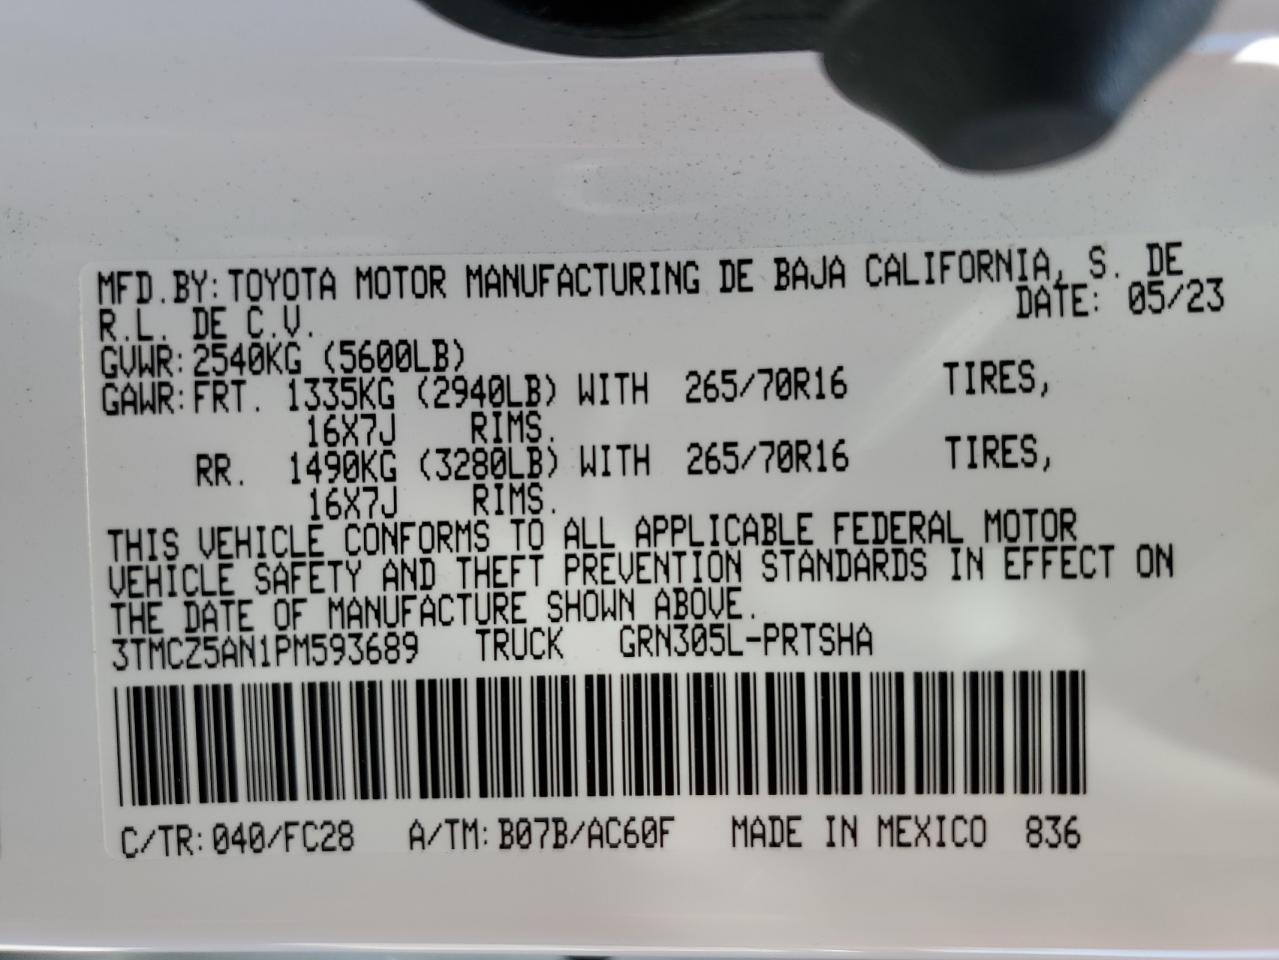 MFD.BY: TOYOTA MOTOR MANUFACTURING DE BAJA CALIFORNIA, S. DE
R.L. DE C.V. DATE: 05/23
GVWR: 2540KG (5600LB)
GAWR: FRT. 1335KG (2940LB) WITH 265/70R16 TIRES,
16X7J RIMS.
RR. 1490KG (3280LB) WITH 265/70R16 TIRES,
16X7J RIMS.
THIS VEHICLE CONFORMS TO ALL APPLICABLE FEDERAL MOTOR
VEHICLE SAFETY AND THEFT PREVENTION STANDARDS IN EFFECT ON
THE DATE OF MANUFACTURE SHOWN ABOVE.
3TMCZ5AN1PM593689 TRUCK GRN305L-PRTSHA
C/TR: 040/FC28 A/TM: B07B/AC60F MADE IN MEXICO 836